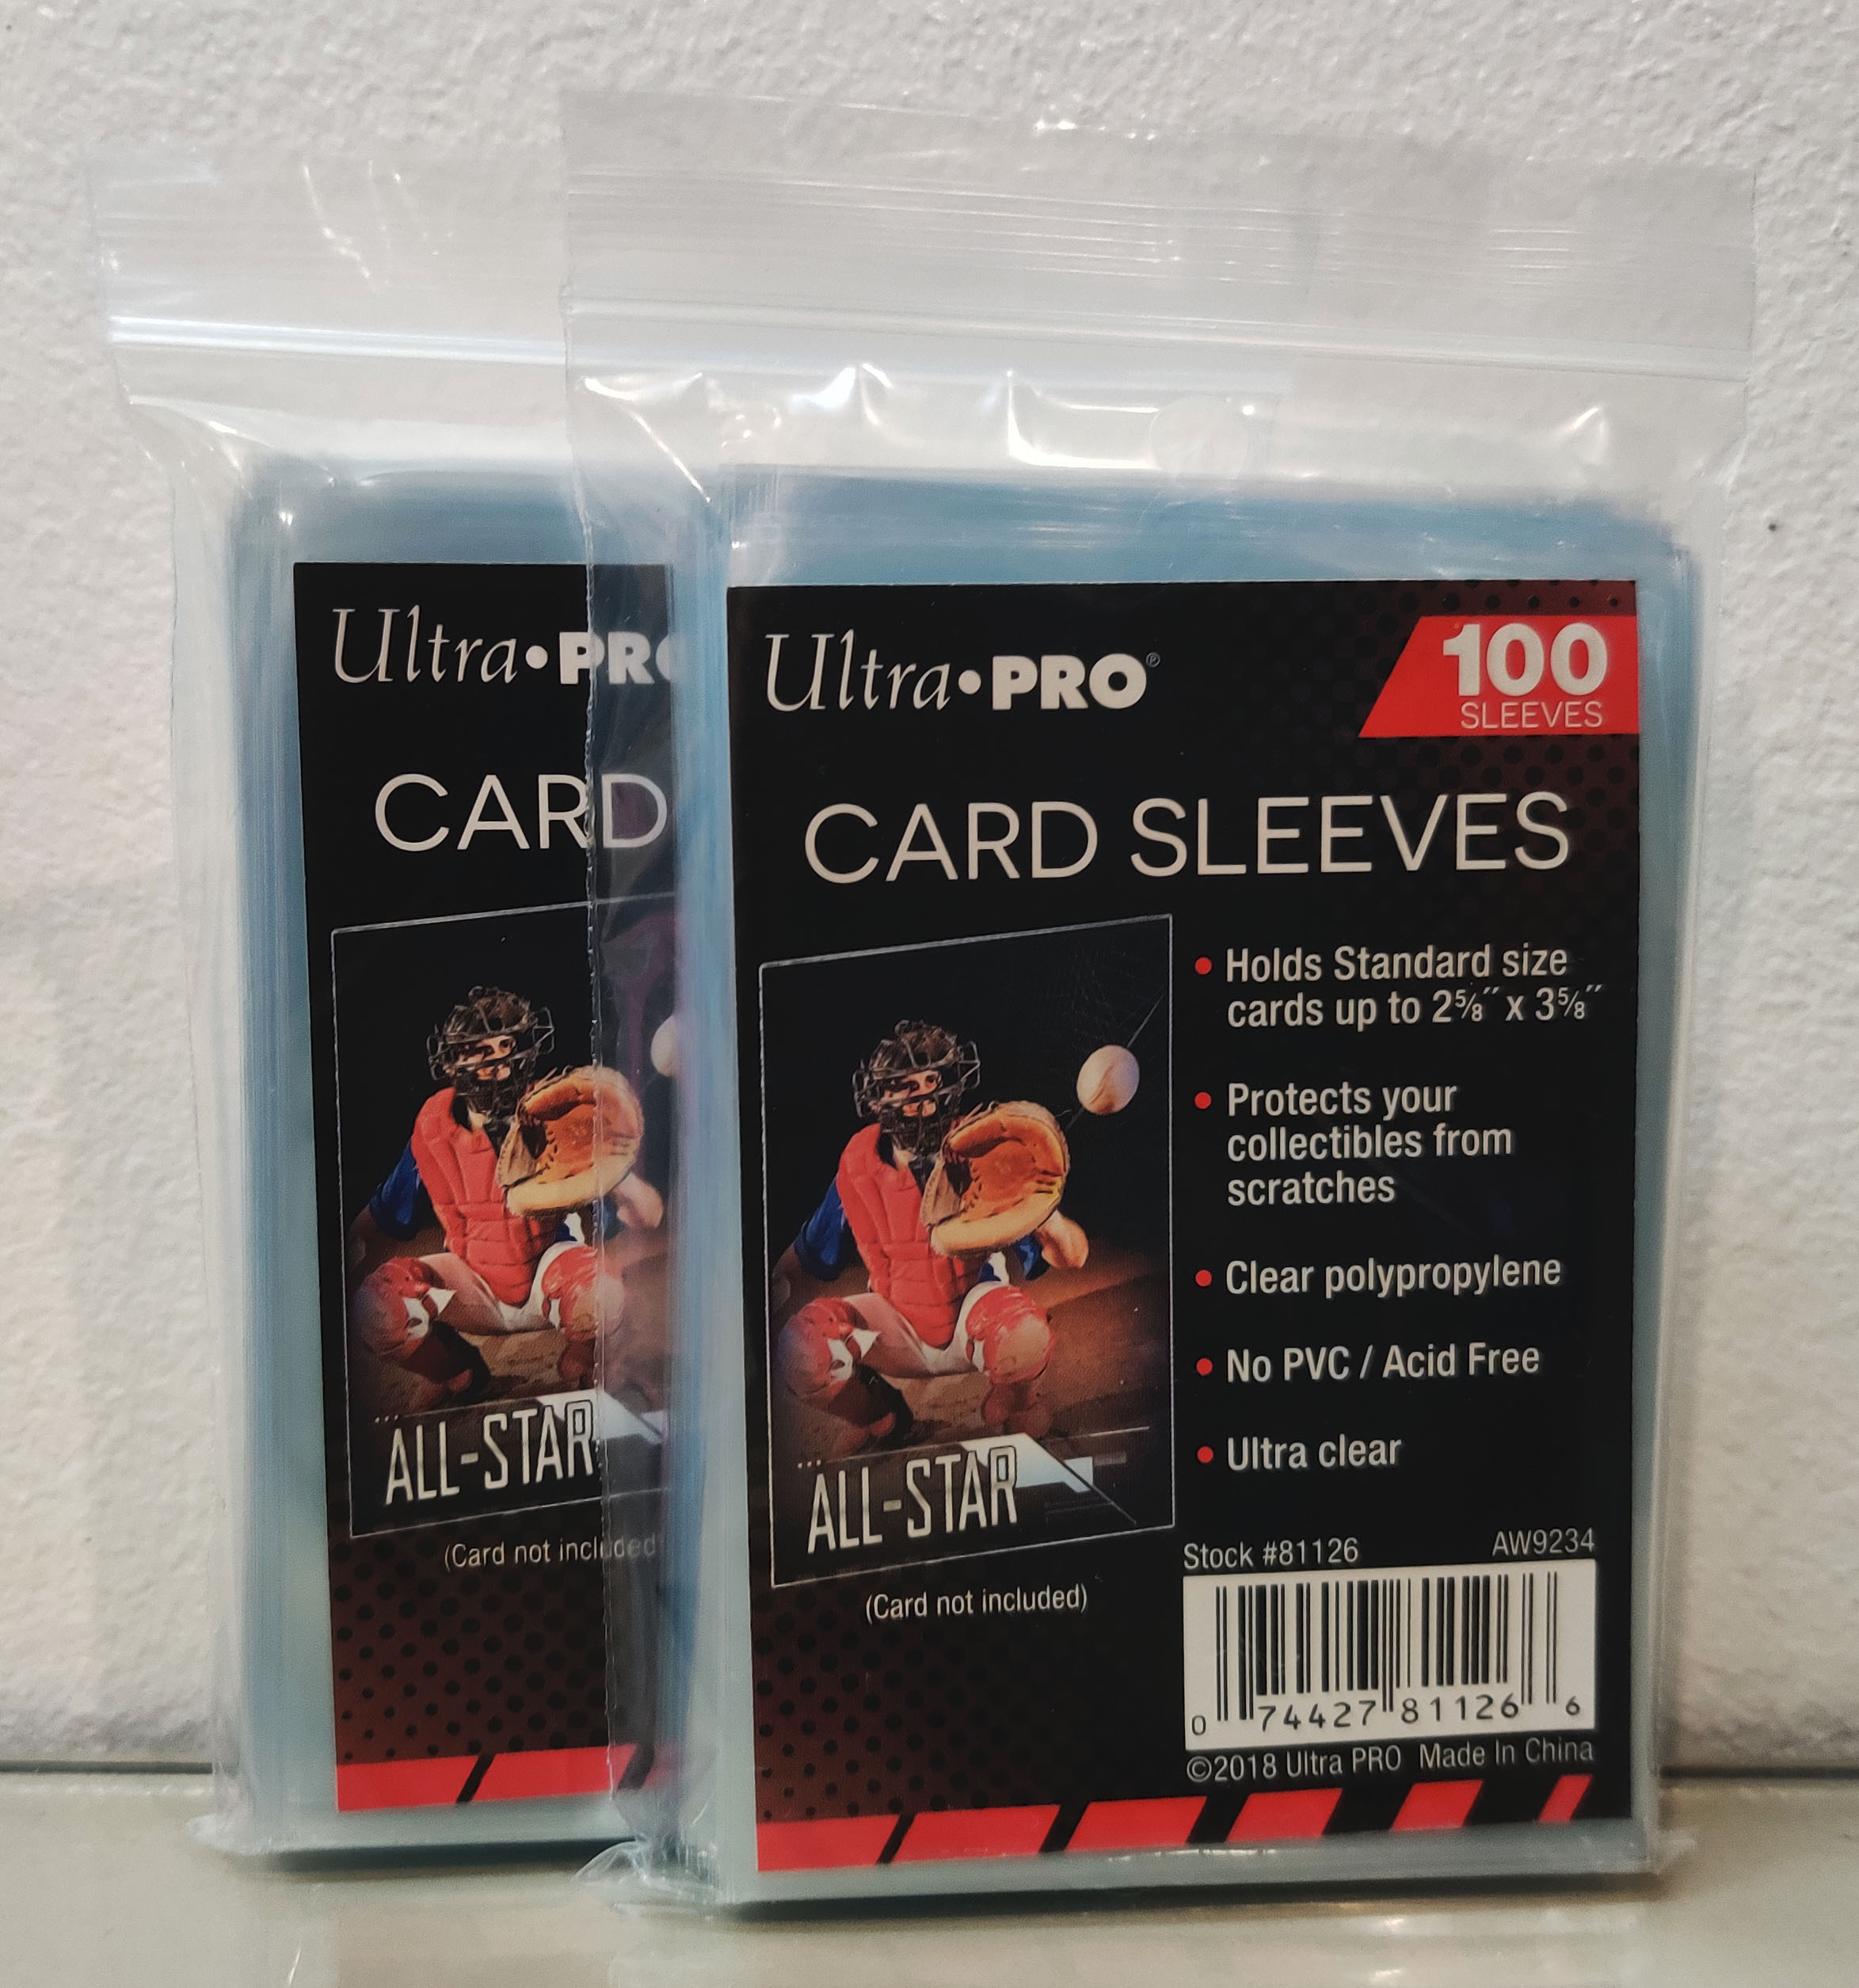 Ultra•PRO
CARD
ALL-STAR
(Card not included
Ultra•PRO®
100
SLEEVES
CARD SLEEVES
• Holds Standard size
cards up to 2⅝″ x 3⅝″
• Protects your
collectibles from
scratches
• Clear polypropylene
• No PVC / Acid Free
• Ultra clear
ALL-STAR
(Card not included)
Stock #81126 AW9234
0 74427 81126 6
©2018 Ultra PRO Made In China